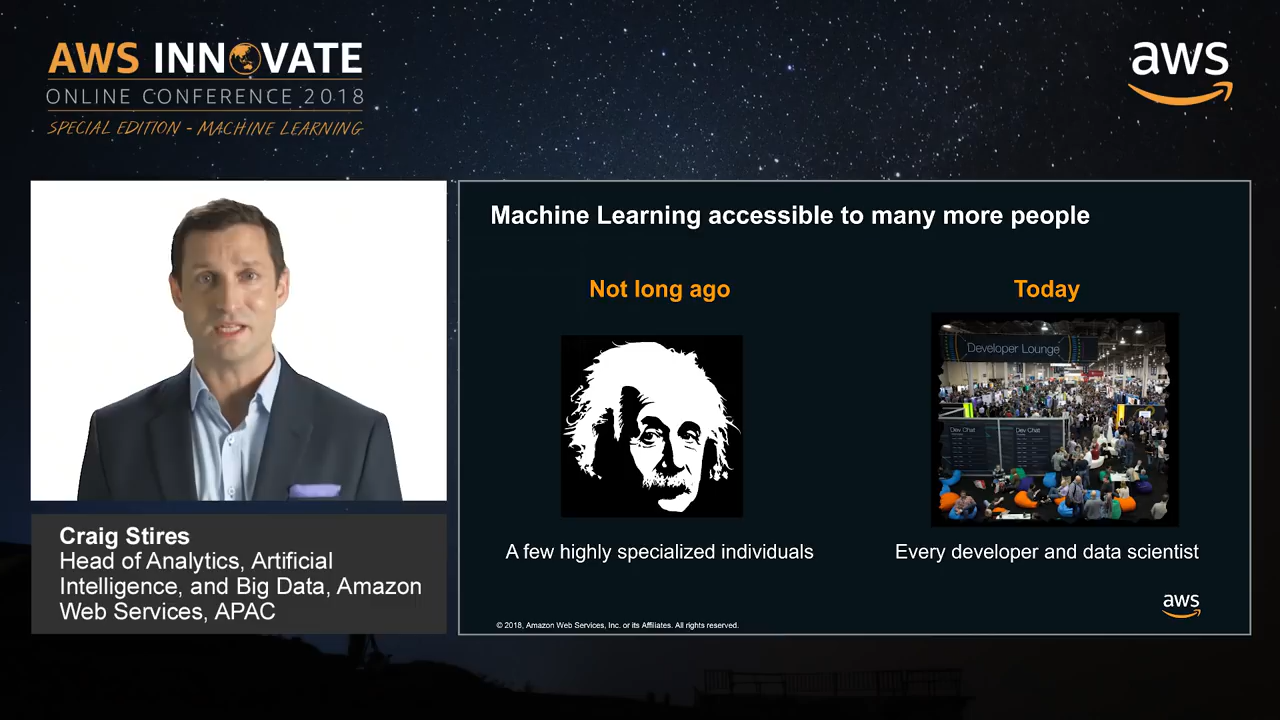 AWS INNOVATE
ONLINE CONFERENCE 2018
SPECIAL EDITION - MACHINE LEARNING
aws
Craig Stires
Head of Analytics, Artificial
Intelligence, and Big Data, Amazon
Web Services, APAC
Machine Learning accessible to many more people
Not long ago
A few highly specialized individuals
Today
Developer Lounge
Dev Chat
Dev Chat
Every developer and data scientist
aws
© 2018, Amazon Web Services, Inc. or its Affiliates. All rights reserved.